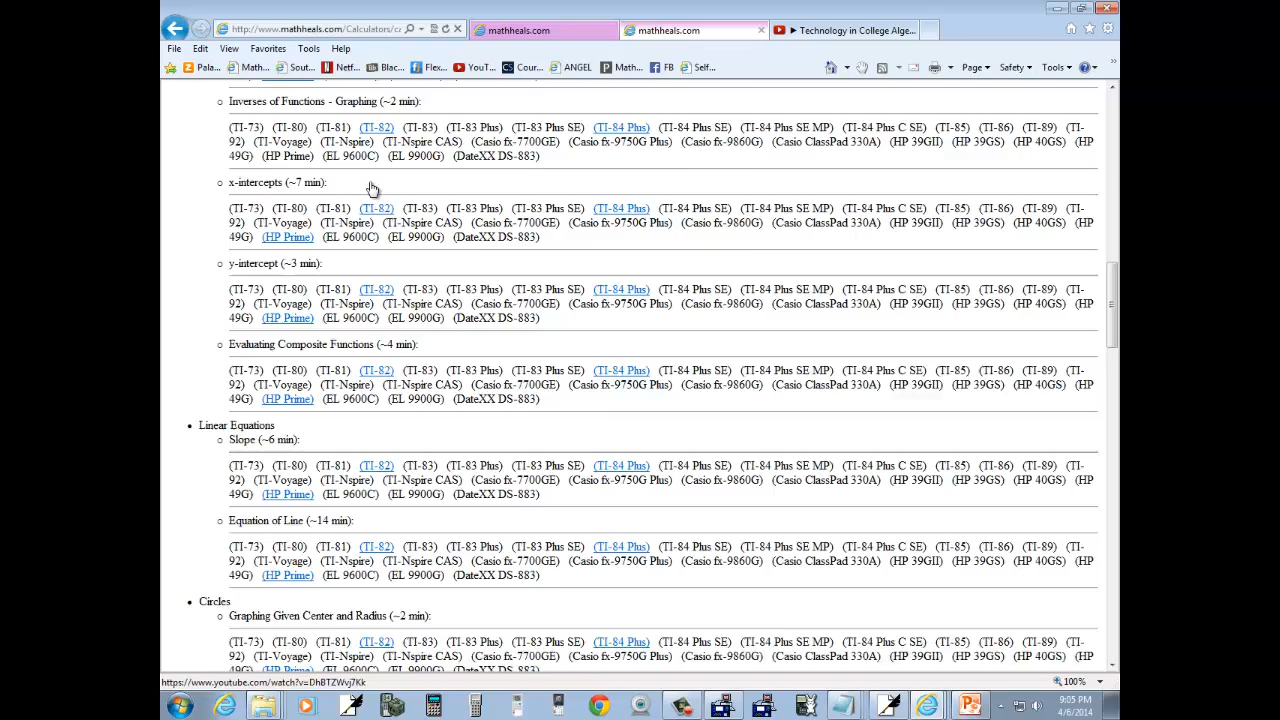 http://www.mathheals.com/Calculators/ca
mathheals.com
mathheals.com
Technology in College Alge...
File Edit View Favorites Tools Help
Pala... Math... Sout... Netf... Blac... Flex... YouT... Cour... ANGEL Math... FB Self... Page Safety Tools
Inverses of Functions - Graphing (~2 min):
(TI-73) (TI-80) (TI-81) (TI-82) (TI-83) (TI-83 Plus) (TI-83 Plus SE) (TI-84 Plus) (TI-84 Plus SE) (TI-84 Plus SE MP) (TI-84 Plus C SE) (TI-85) (TI-86) (TI-89) (TI-
92) (TI-Voyage) (TI-Nspire) (TI-Nspire CAS) (Casio fx-7700GE) (Casio fx-9750G Plus) (Casio fx-9860G) (Casio ClassPad 330A) (HP 39GII) (HP 39GS) (HP 40GS) (HP
49G) (HP Prime) (EL 9600C) (EL 9900G) (DateXX DS-883)
x-intercepts (~7 min):
(TI-73) (TI-80) (TI-81) (TI-82) (TI-83) (TI-83 Plus) (TI-83 Plus SE) (TI-84 Plus) (TI-84 Plus SE) (TI-84 Plus SE MP) (TI-84 Plus C SE) (TI-85) (TI-86) (TI-89) (TI-
92) (TI-Voyage) (TI-Nspire) (TI-Nspire CAS) (Casio fx-7700GE) (Casio fx-9750G Plus) (Casio fx-9860G) (Casio ClassPad 330A) (HP 39GII) (HP 39GS) (HP 40GS) (HP
49G) (HP Prime) (EL 9600C) (EL 9900G) (DateXX DS-883)
y-intercept (~3 min):
(TI-73) (TI-80) (TI-81) (TI-82) (TI-83) (TI-83 Plus) (TI-83 Plus SE) (TI-84 Plus) (TI-84 Plus SE) (TI-84 Plus SE MP) (TI-84 Plus C SE) (TI-85) (TI-86) (TI-89) (TI-
92) (TI-Voyage) (TI-Nspire) (TI-Nspire CAS) (Casio fx-7700GE) (Casio fx-9750G Plus) (Casio fx-9860G) (Casio ClassPad 330A) (HP 39GII) (HP 39GS) (HP 40GS) (HP
49G) (HP Prime) (EL 9600C) (EL 9900G) (DateXX DS-883)
Evaluating Composite Functions (~4 min):
(TI-73) (TI-80) (TI-81) (TI-82) (TI-83) (TI-83 Plus) (TI-83 Plus SE) (TI-84 Plus) (TI-84 Plus SE) (TI-84 Plus SE MP) (TI-84 Plus C SE) (TI-85) (TI-86) (TI-89) (TI-
92) (TI-Voyage) (TI-Nspire) (TI-Nspire CAS) (Casio fx-7700GE) (Casio fx-9750G Plus) (Casio fx-9860G) (Casio ClassPad 330A) (HP 39GII) (HP 39GS) (HP 40GS) (HP
49G) (HP Prime) (EL 9600C) (EL 9900G) (DateXX DS-883)
Linear Equations
Slope (~6 min):
(TI-73) (TI-80) (TI-81) (TI-82) (TI-83) (TI-83 Plus) (TI-83 Plus SE) (TI-84 Plus) (TI-84 Plus SE) (TI-84 Plus SE MP) (TI-84 Plus C SE) (TI-85) (TI-86) (TI-89) (TI-
92) (TI-Voyage) (TI-Nspire) (TI-Nspire CAS) (Casio fx-7700GE) (Casio fx-9750G Plus) (Casio fx-9860G) (Casio ClassPad 330A) (HP 39GII) (HP 39GS) (HP 40GS) (HP
49G) (HP Prime) (EL 9600C) (EL 9900G) (DateXX DS-883)
Equation of Line (~14 min):
(TI-73) (TI-80) (TI-81) (TI-82) (TI-83) (TI-83 Plus) (TI-83 Plus SE) (TI-84 Plus) (TI-84 Plus SE) (TI-84 Plus SE MP) (TI-84 Plus C SE) (TI-85) (TI-86) (TI-89) (TI-
92) (TI-Voyage) (TI-Nspire) (TI-Nspire CAS) (Casio fx-7700GE) (Casio fx-9750G Plus) (Casio fx-9860G) (Casio ClassPad 330A) (HP 39GII) (HP 39GS) (HP 40GS) (HP
49G) (HP Prime) (EL 9600C) (EL 9900G) (DateXX DS-883)
Circles
Graphing Given Center and Radius (~2 min):
(TI-73) (TI-80) (TI-81) (TI-82) (TI-83) (TI-83 Plus) (TI-83 Plus SE) (TI-84 Plus) (TI-84 Plus SE) (TI-84 Plus SE MP) (TI-84 Plus C SE) (TI-85) (TI-86) (TI-89) (TI-
92) (TI-Voyage) (TI-Nspire) (TI-Nspire CAS) (Casio fx-7700GE) (Casio fx-9750G Plus) (Casio fx-9860G) (Casio ClassPad 330A) (HP 39GII) (HP 39GS) (HP 40GS) (HP
49G) (HP Prime) (EL 9600C) (EL 9900G) (DateXX DS-883)
https://www.youtube.com/watch?v=DhBTZWvj7Kk
100%
9:05 PM
4/6/2014